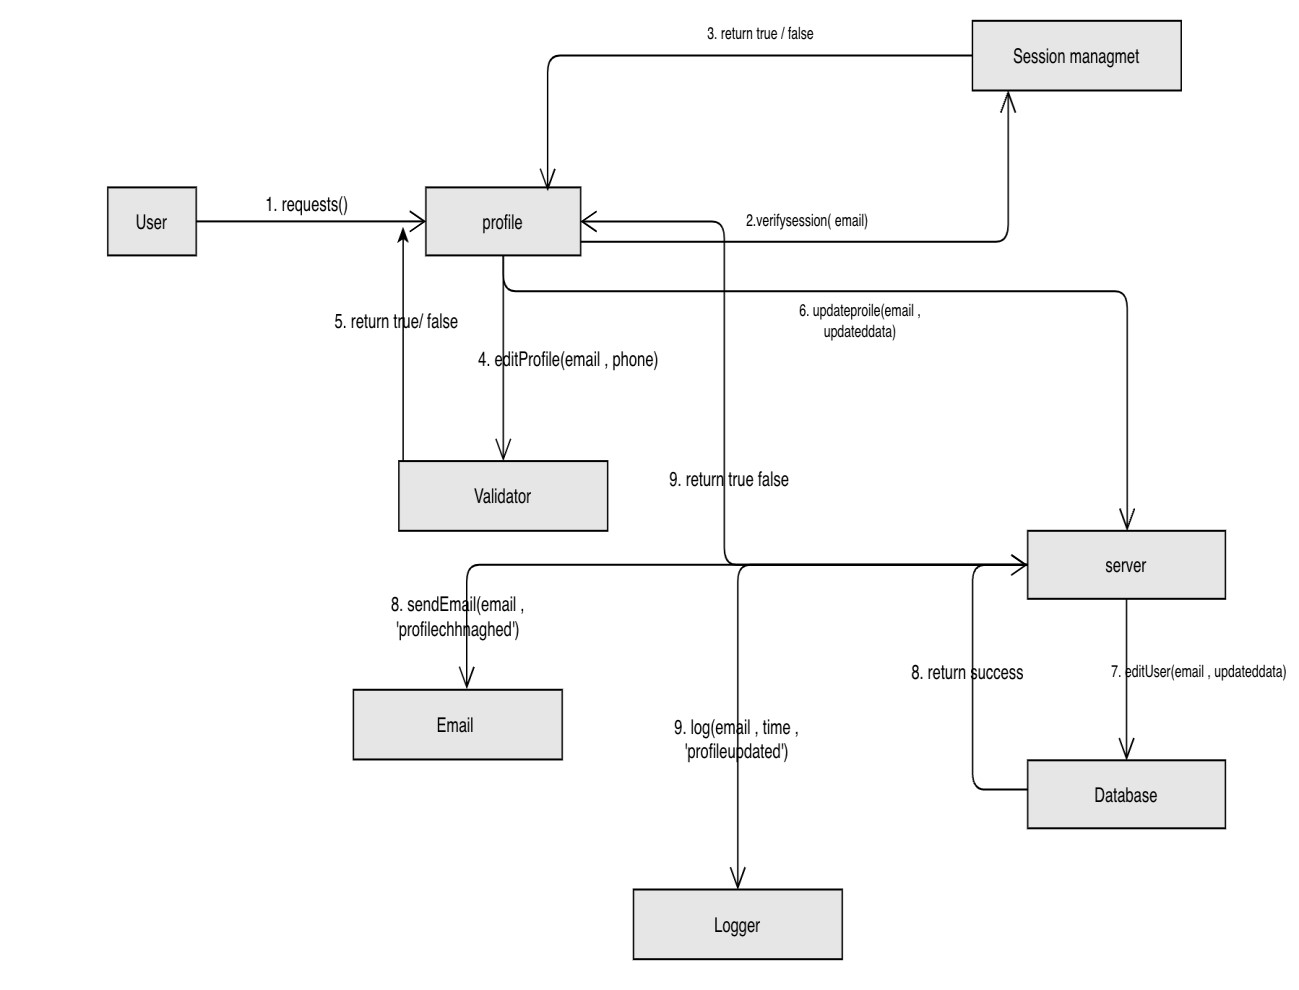 3. return true / false
Session managmet
User
1. requests()
profile
2.verifysession( email)
5. return true/ false
6. updateproile(email ,
updateddata)
4. editProfile(email , phone)
Validator
9. return true false
server
8. sendEmail(email ,
'profilechhnaghed')
8. return success
7. editUser(email , updateddata)
Email
9. log(email , time ,
'profileupdated')
Database
Logger